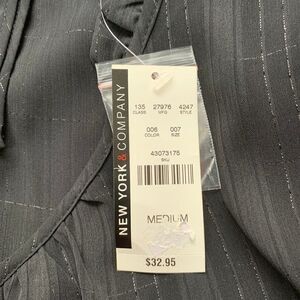 NEW YORK & COMPANY
135 27976 4247
CLASS MFG STYLE
006 007
COLOR SIZE
43073175
SKU
MEDIUM
$32.95